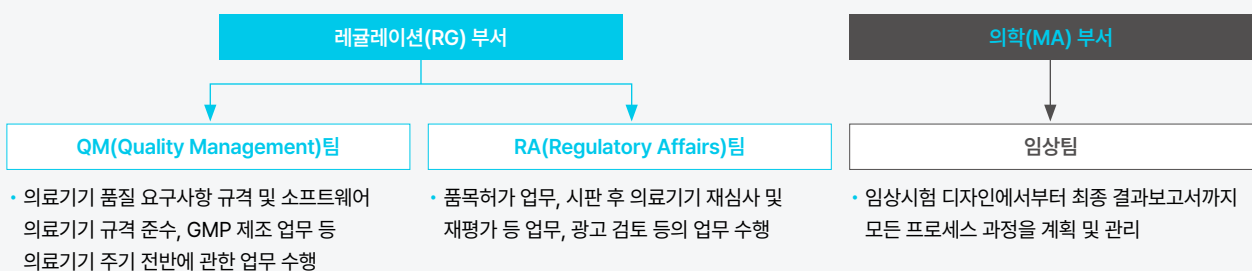 레귤레이션(RG) 부서
의학(MA) 부서
QM(Quality Management)팀
RA(Regulatory Affairs)팀
임상팀
• 의료기기 품질 요구사항 규격 및 소프트웨어
의료기기 규격 준수, GMP 제조 업무 등
의료기기 주기 전반에 관한 업무 수행
• 품목허가 업무, 시판 후 의료기기 재심사 및
재평가 등 업무, 광고 검토 등의 업무 수행
• 임상시험 디자인에서부터 최종 결과보고서까지
모든 프로세스 과정을 계획 및 관리